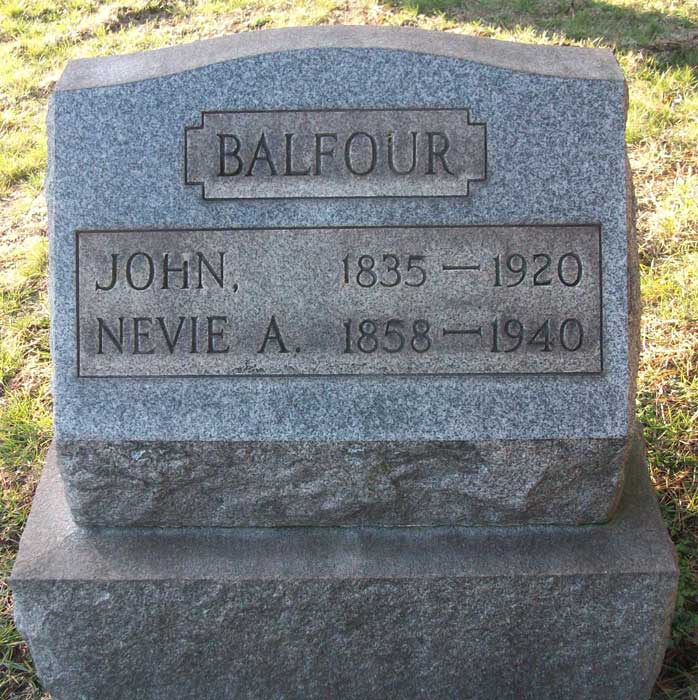 BALFOUR
JOHN, 1835 — 1920
NEVIE A. 1858 — 1940